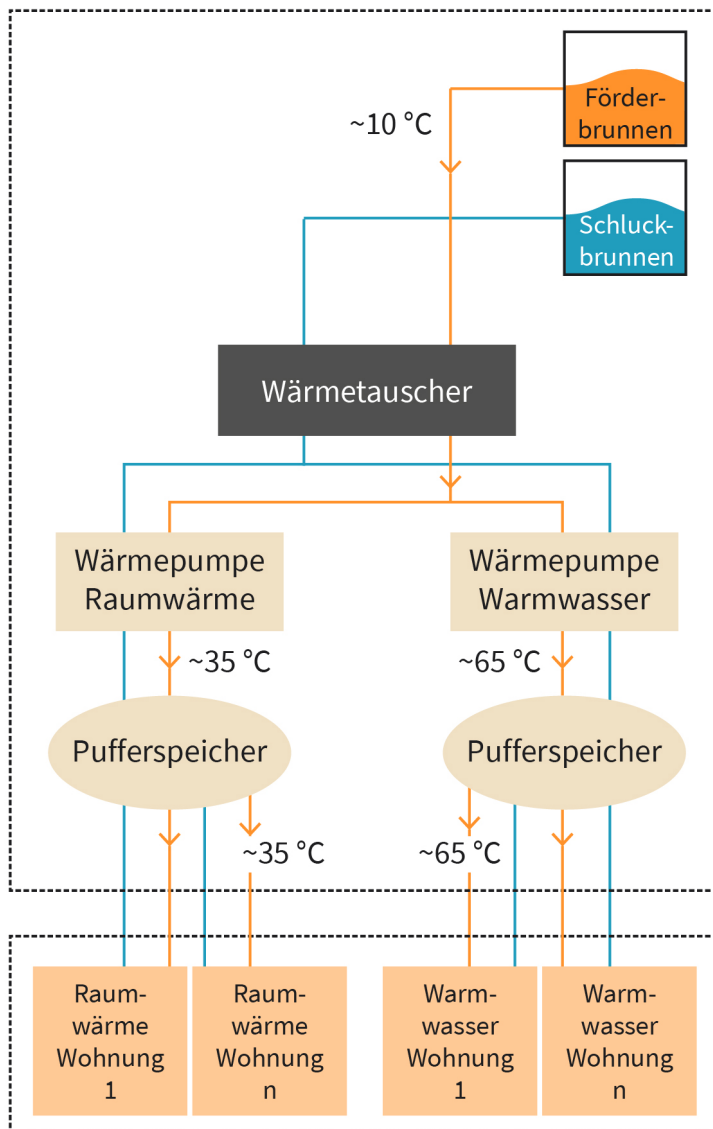 Förder-
brunnen
~10 °C
Schluck-
brunnen
Wärmetauscher
Wärmepumpe
Raumwärme
Wärmepumpe
Warmwasser
~35 °C
~65 °C
Pufferspeicher
Pufferspeicher
~35 °C
~65 °C
Raum-
wärme
Wohnung
1
Raum-
wärme
Wohnung
n
Warm-
wasser
Wohnung
1
Warm-
wasser
Wohnung
n